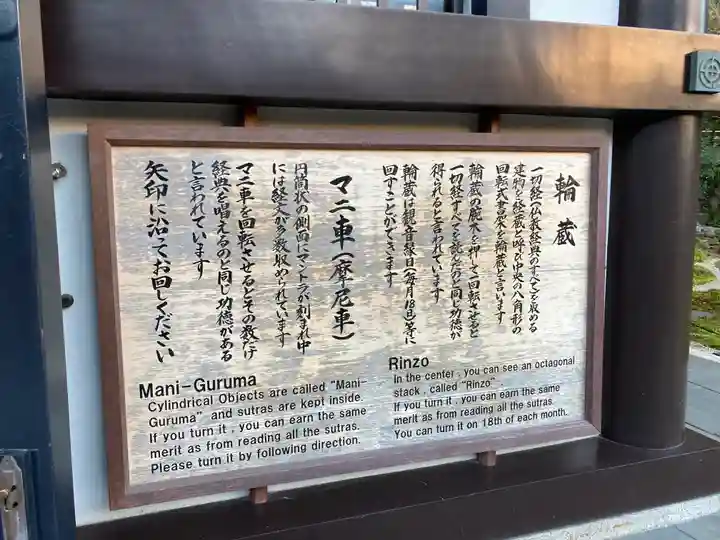 輪蔵
一切経(仏教経典のすべて)を収める
建物を経蔵と呼び中央の八角形の
回転式書架を輪蔵と言います
輪蔵の腕木を押して回転させると
一切経すべてを読んだのと同じ功徳が
得られると言われています
輪蔵は観音縁日(毎月18日)等に
回すことができます
マニ車(摩尼車)
円筒状の側面にマントラが刻まれ中
には経文が多数収められています
マニ車を回転させるとその数だけ
経典を唱えるのと同じ功徳がある
と言われています
矢印に沿ってお回しください
Mani-Guruma
Cylindrical Objects are called "Mani-
Guruma" and sutras are kept inside.
If you turn it , you can earn the same
merit as from reading all the sutras.
Please turn it by following direction.
Rinzo
In the center , you can see an octagonal
stack , called "Rinzo".
If you turn it , you can earn the same
merit as from reading all the sutras.
You can turn it on 18th of each month.